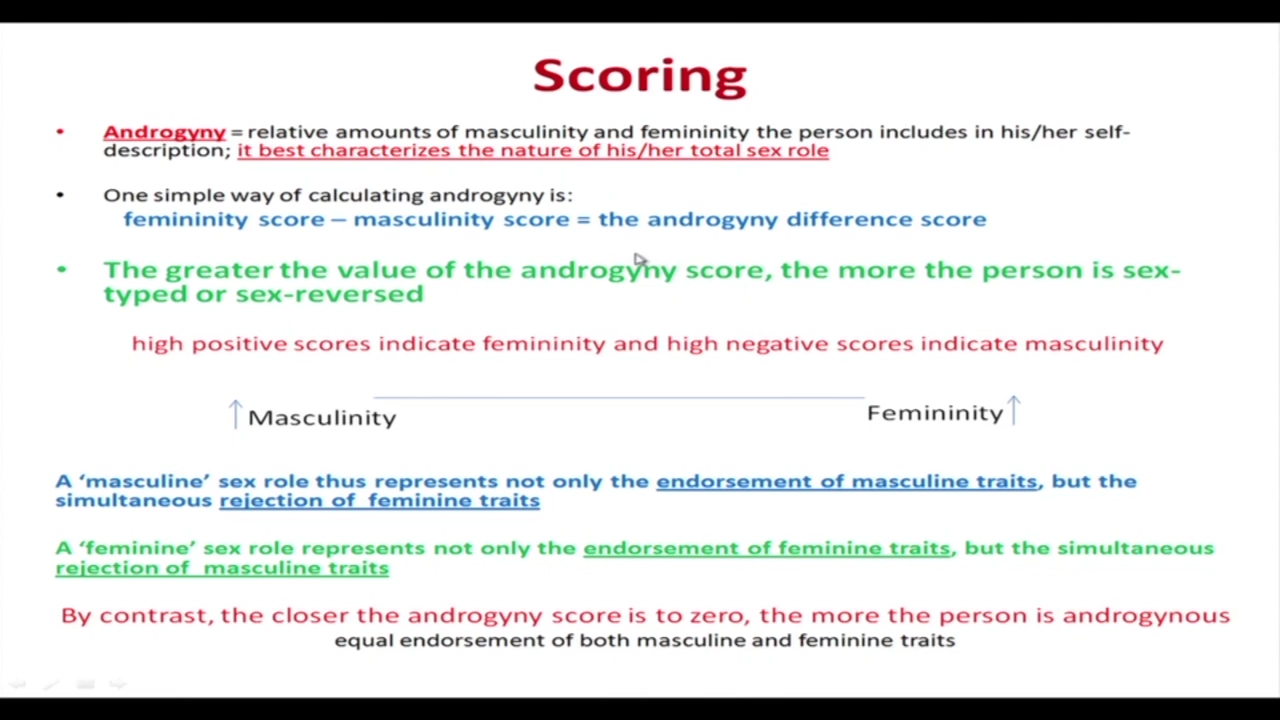 Scoring
• Androgyny = relative amounts of masculinity and femininity the person includes in his/her self-
description; it best characterizes the nature of his/her total sex role
• One simple way of calculating androgyny is:
femininity score – masculinity score = the androgyny difference score
• The greater the value of the androgyny score, the more the person is sex-
typed or sex-reversed
high positive scores indicate femininity and high negative scores indicate masculinity
↑ Masculinity
Femininity ↑
A ‘masculine’ sex role thus represents not only the endorsement of masculine traits, but the
simultaneous rejection of feminine traits
A ‘feminine’ sex role represents not only the endorsement of feminine traits, but the simultaneous
rejection of masculine traits
By contrast, the closer the androgyny score is to zero, the more the person is androgynous
equal endorsement of both masculine and feminine traits